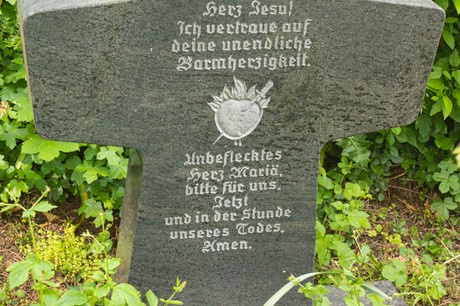 Herz Jesu!
Ich vertraue auf
deine unendliche
Barmherzigkeit.
Unbeflecktes
Herz Mariä,
bitte für uns.
Jetzt
und in der Stunde
unseres Todes.
Amen.